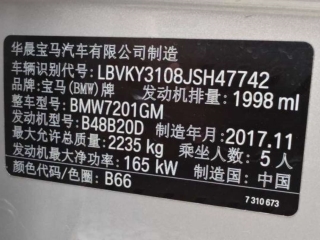 华晨宝马汽车有限公司制造
车辆识别代号: LBVKY3108JSH47742
品牌: 宝马(BMW)牌 发动机排量: 1998 ml
整车型号: BMW7201GM
发动机型号: B48B20D 制造年月: 2017.11
最大允许总质量: 2235 kg 乘坐人数: 5人
最大净功率: 165 kW 制造国: 中国
颜色代码/色圈: B66
7 310 673